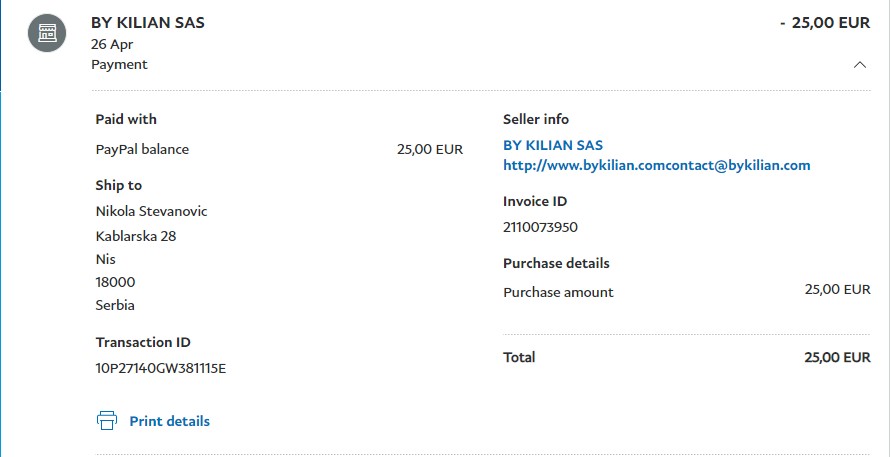 BY KILIAN SAS
- 25,00 EUR
26 Apr
Payment
Paid with
PayPal balance 25,00 EUR
Ship to
Nikola Stevanovic
Kablarska 28
Nis
18000
Serbia
Transaction ID
10P27140GW381115E
Print details
Seller info
BY KILIAN SAS
http://www.bykilian.comcontact@bykilian.com
Invoice ID
2110073950
Purchase details
Purchase amount 25,00 EUR
Total 25,00 EUR